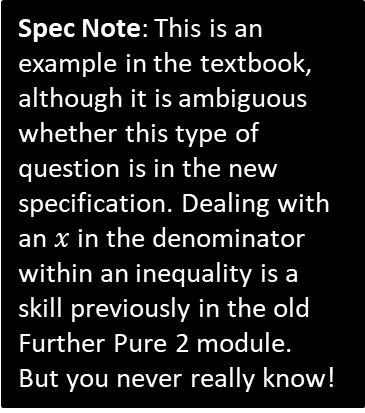 Spec Note: This is an
example in the textbook,
although it is ambiguous
whether this type of
question is in the new
specification. Dealing with
an 𝑥 in the denominator
within an inequality is a
skill previously in the old
Further Pure 2 module.
But you never really know!